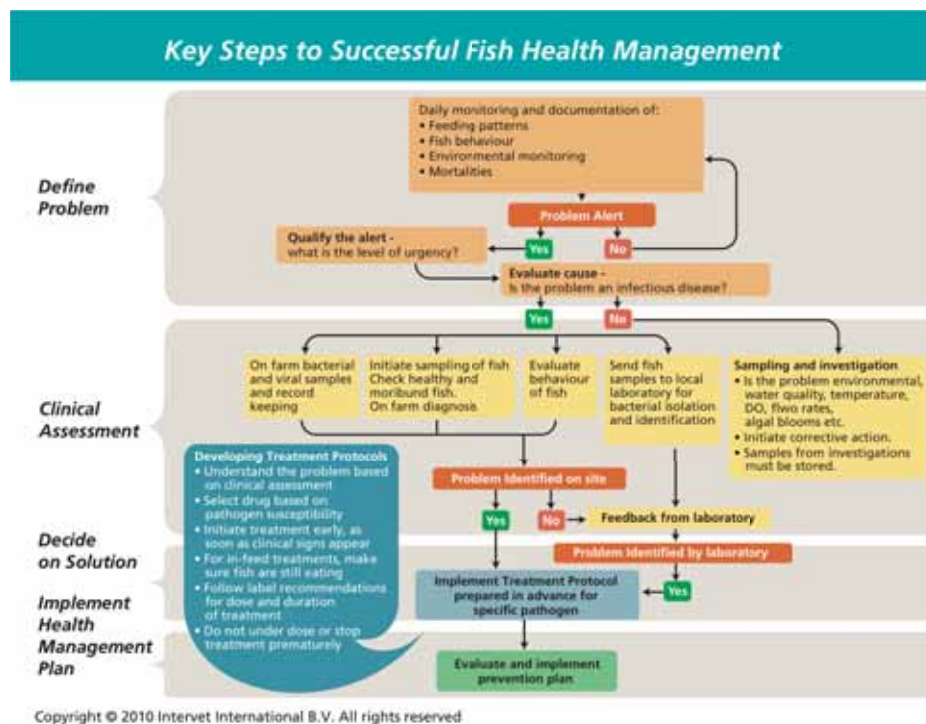 Key Steps to Successful Fish Health Management
Define
Problem
Daily monitoring and documentation of:
• Feeding patterns
• Fish behaviour
• Environmental monitoring
• Mortalities
Problem Alert
Yes
No
Qualify the alert -
what is the level of urgency?
Evaluate cause -
Is the problem an infectious disease?
Yes
No
Clinical
Assessment
On farm bacterial
and viral samples
and record
keeping
Initiate sampling of fish
Check healthy and
moribund fish.
On farm diagnosis
Evaluate
behaviour
of fish
Send fish
samples to local
laboratory for
bacterial isolation
and identification
Sampling and investigation
• Is the problem environmental,
water quality, temperature,
DO, flwo rates,
algal blooms etc.
• Initiate corrective action.
• Samples from investigations
must be stored.
Developing Treatment Protocols
• Understand the problem based
on clinical assessment
• Select drug based on
pathogen susceptibility
• Initiate treatment early, as
soon as clinical signs appear
• For in-feed treatments, make
sure fish are still eating
• Follow label recommendations
for dose and duration
of treatment
• Do not under dose or stop
treatment prematurely
Problem Identified on site
Yes
No
Feedback from laboratory
Decide
on Solution
Problem Identified by laboratory
Yes
Implement
Health
Management
Plan
Implement Treatment Protocol
prepared in advance for
specific pathogen
Evaluate and implement
prevention plan
Copyright © 2010 Intervet International B.V. All rights reserved